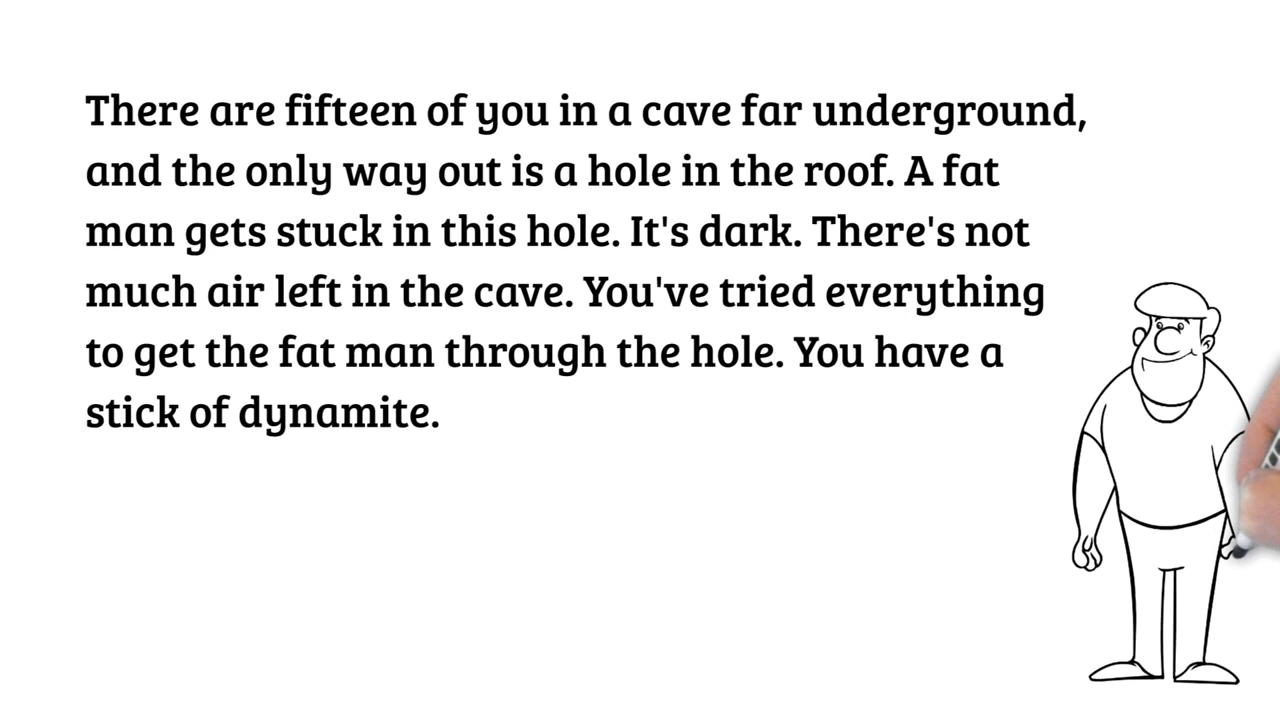 There are fifteen of you in a cave far underground,
and the only way out is a hole in the roof. A fat
man gets stuck in this hole. It's dark. There's not
much air left in the cave. You've tried everything
to get the fat man through the hole. You have a
stick of dynamite.